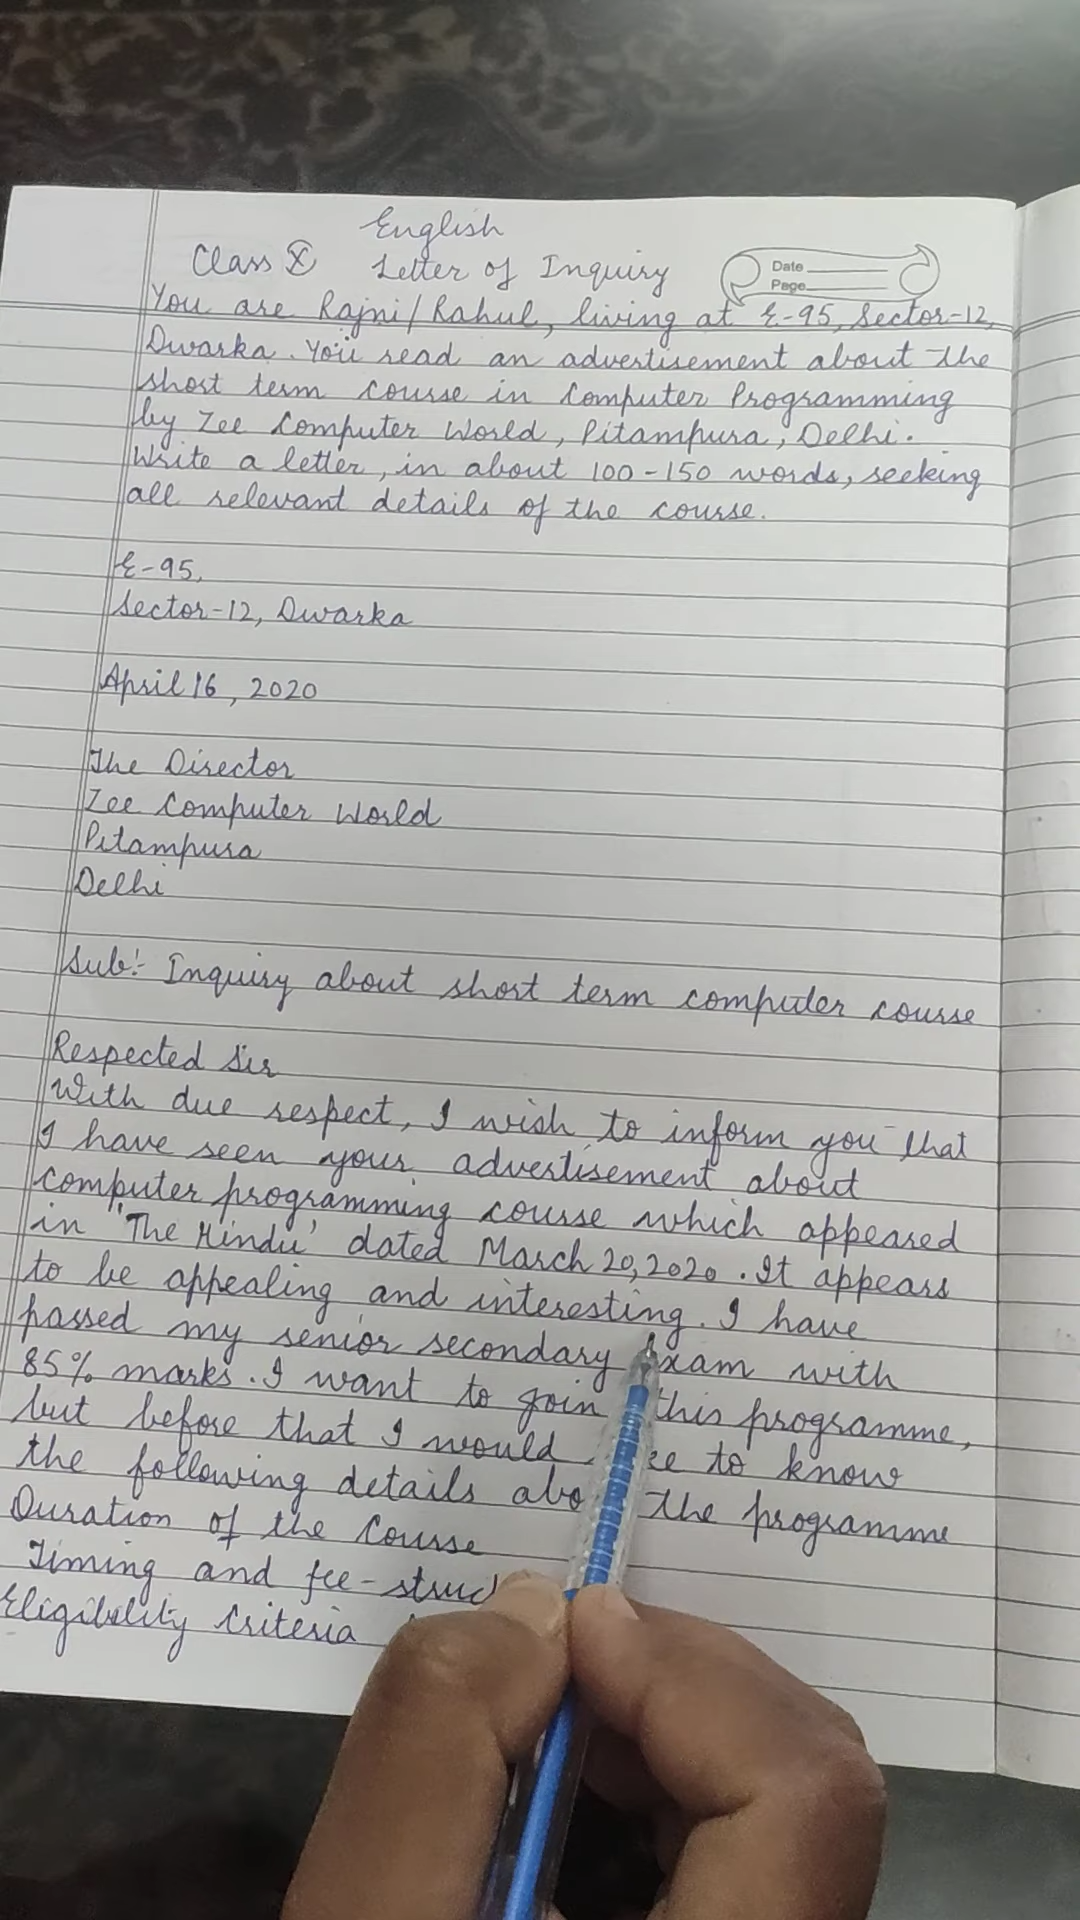 English
Class X Letter of Inquiry
Date
Page
You are Rajni/Rahul, living at E-95, Sector-12,
Dwarka. You read an advertisement about the
short term course in Computer Programming
by Zee Computer World, Pitampura, Delhi.
Write a letter, in about 100-150 words, seeking
all relevant details of the course.
E-95,
Sector-12, Dwarka
April 16, 2020
The Director
Zee Computer World
Pitampura
Delhi
Sub:- Inquiry about short term computer course
Respected Sir
With due respect, I wish to inform you that
I have seen your advertisement about
computer programming course which appeared
in 'The Hindu' dated March 20, 2020. It appears
to be appealing and interesting. I have
passed my senior secondary exam with
85% marks. I want to join this programme,
but before that I would to know
the following details the programme
Duration of the Course
Timing and fee-
Eligibility Criteria